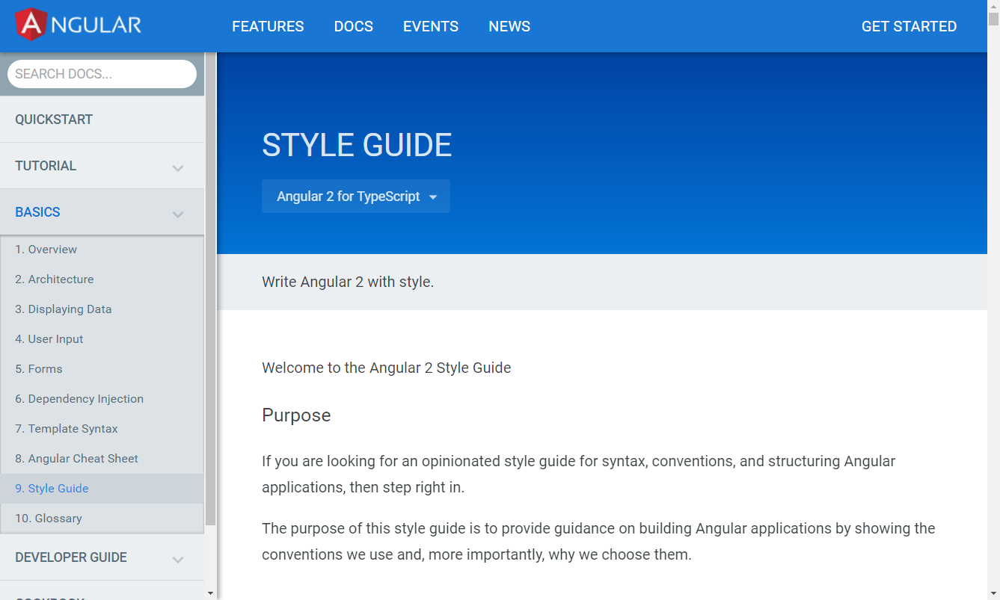 ANGULAR
FEATURES
DOCS
EVENTS
NEWS
GET STARTED
SEARCH DOCS...
QUICKSTART
TUTORIAL
BASICS
1. Overview
2. Architecture
3. Displaying Data
4. User Input
5. Forms
6. Dependency Injection
7. Template Syntax
8. Angular Cheat Sheet
9. Style Guide
10. Glossary
DEVELOPER GUIDE
COOKBOOK
STYLE GUIDE
Angular 2 for TypeScript
Write Angular 2 with style.
Welcome to the Angular 2 Style Guide
Purpose
If you are looking for an opinionated style guide for syntax, conventions, and structuring Angular
applications, then step right in.
The purpose of this style guide is to provide guidance on building Angular applications by showing the
conventions we use and, more importantly, why we choose them.